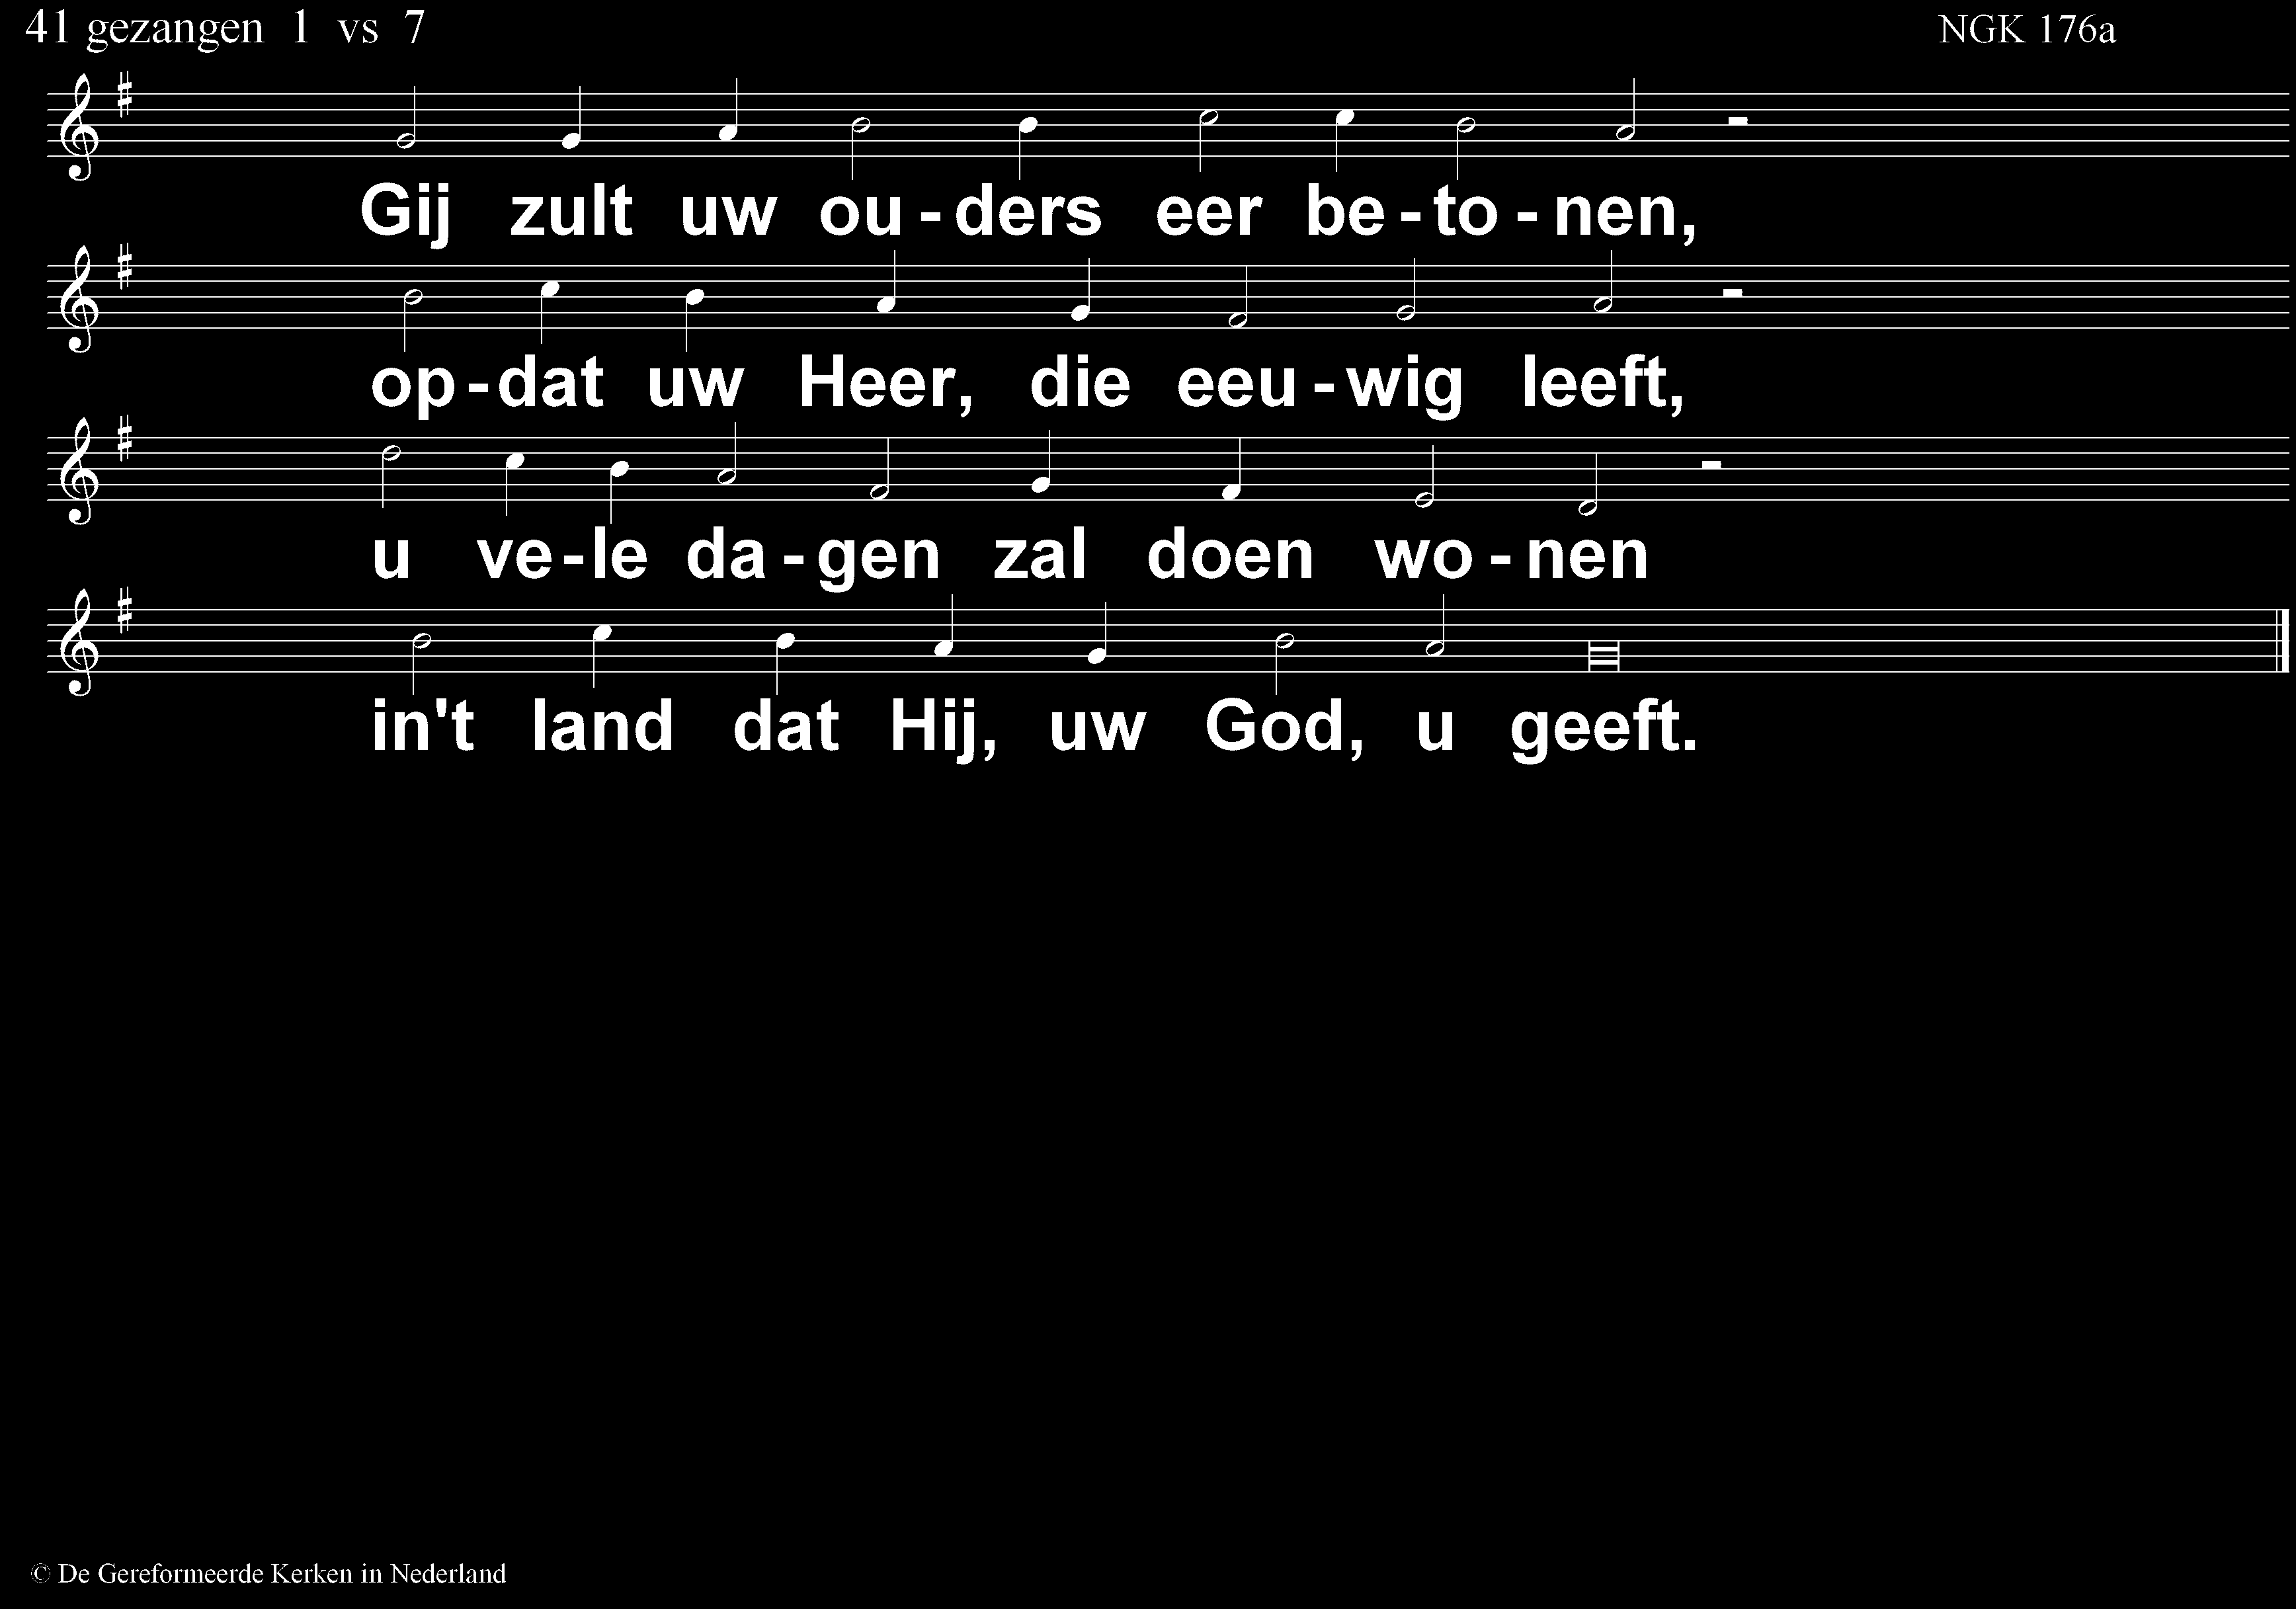 41 gezangen 1 vs 7 NGK 176a
Gij zult uw ou - ders eer be - to - nen,
op - dat uw Heer, die eeu - wig leeft,
u ve - le da - gen zal doen wo - nen
in't land dat Hij, uw God, u geeft.
© De Gereformeerde Kerken in Nederland